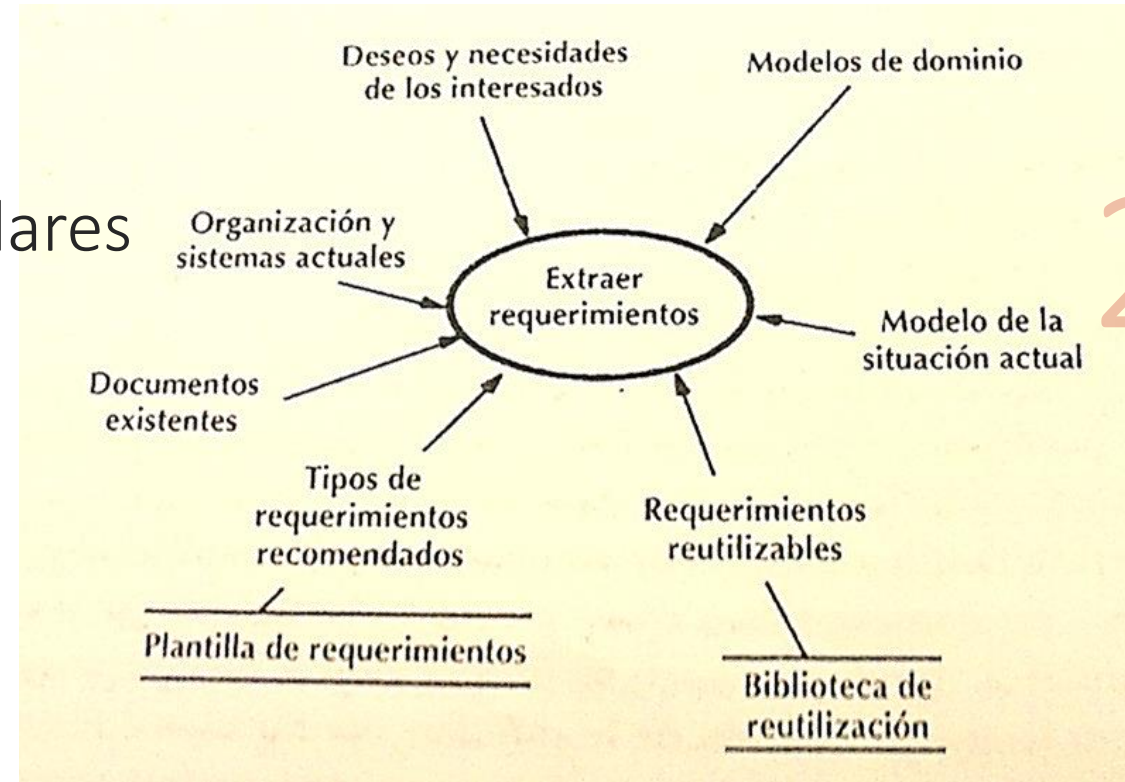 Deseos y necesidades
de los interesados
Modelos de dominio
Organización y
sistemas actuales
Extraer
requerimientos
Modelo de la
situación actual
Documentos
existentes
Tipos de
requerimientos
recomendados
Requerimientos
reutilizables
Plantilla de requerimientos
Biblioteca de
reutilización